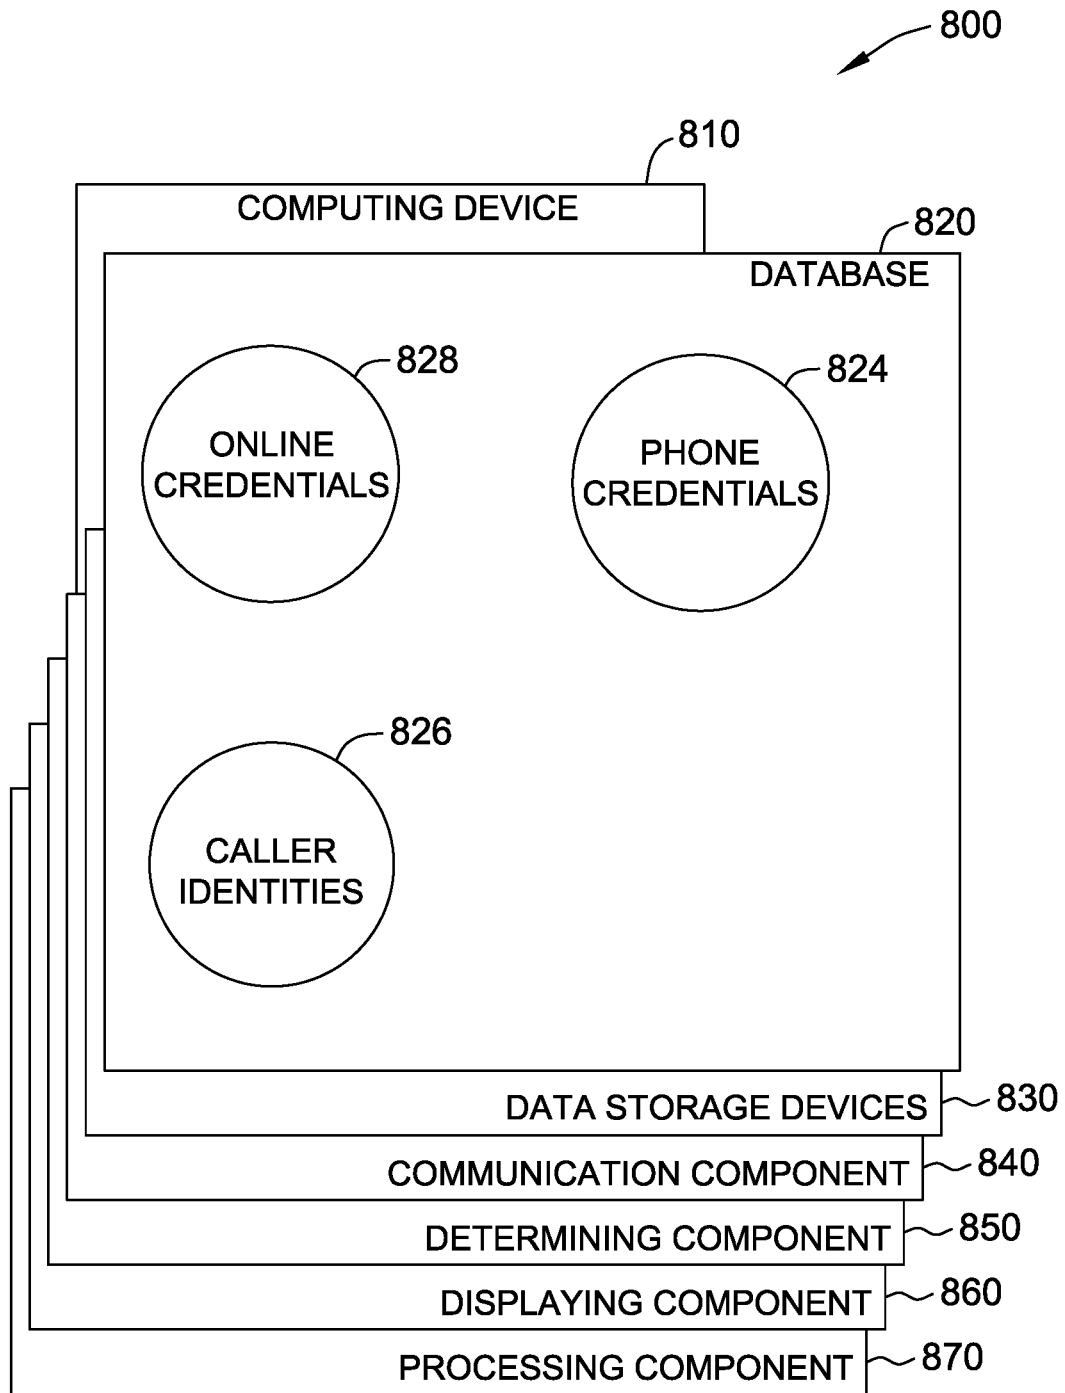 800
810
COMPUTING DEVICE
820
DATABASE
828
824
ONLINE
CREDENTIALS
PHONE
CREDENTIALS
826
CALLER
IDENTITIES
DATA STORAGE DEVICES 830
COMMUNICATION COMPONENT 840
DETERMINING COMPONENT 850
DISPLAYING COMPONENT 860
PROCESSING COMPONENT 870